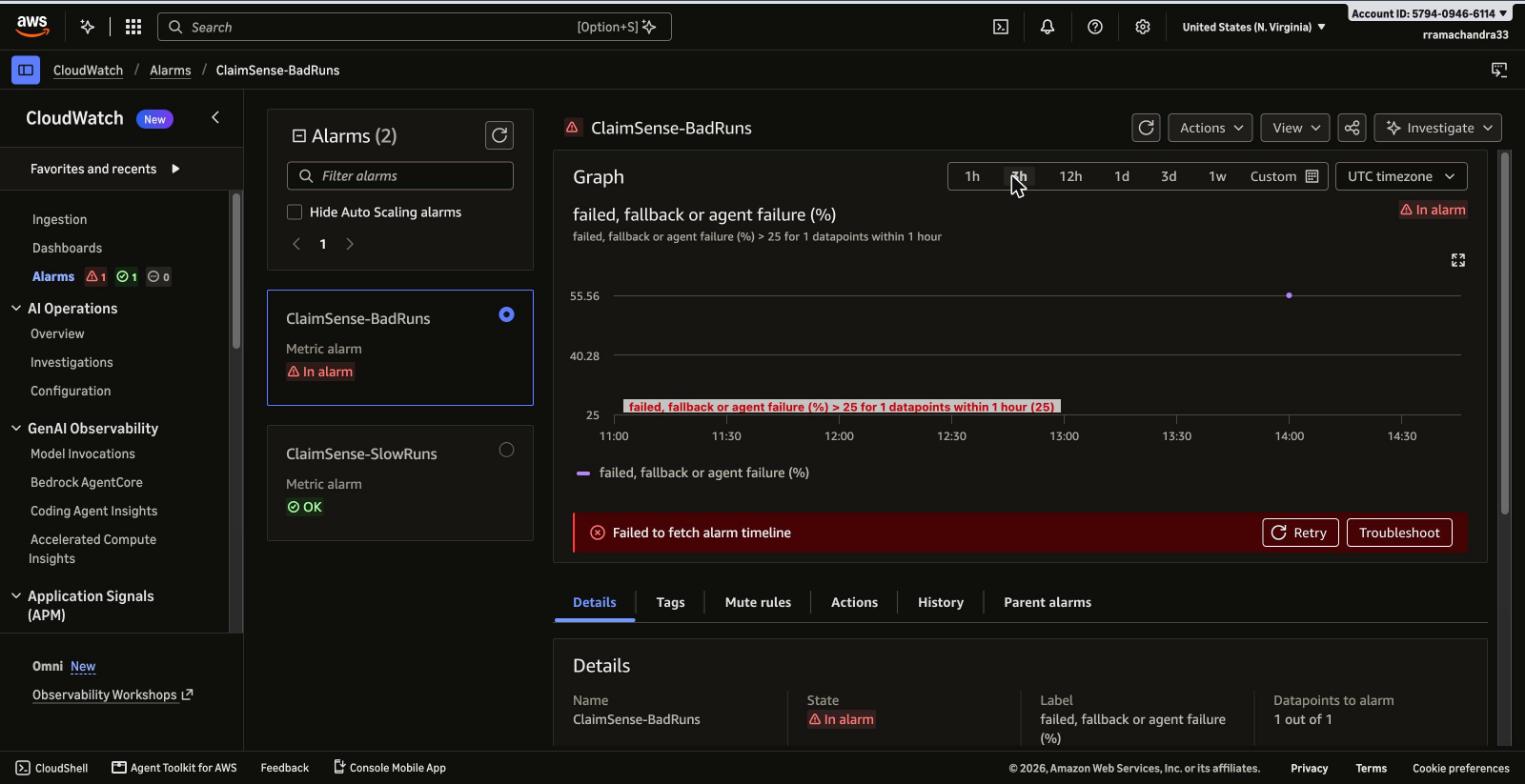 aws
Search [Option+S]
United States (N. Virginia) ▼
Account ID: 5794-0946-6114 ▼
rramachandra33
CloudWatch / Alarms / ClaimSense-BadRuns
CloudWatch New
Favorites and recents
Ingestion
Dashboards
Alarms 1 1 0
AI Operations
Overview
Investigations
Configuration
GenAI Observability
Model Invocations
Bedrock AgentCore
Coding Agent Insights
Accelerated Compute
Insights
Application Signals
(APM)
Omni New
Observability Workshops
Alarms (2)
Filter alarms
Hide Auto Scaling alarms
1
ClaimSense-BadRuns
Metric alarm
In alarm
ClaimSense-SlowRuns
Metric alarm
OK
ClaimSense-BadRuns
Actions View Investigate
Graph
1h 3h 12h 1d 3d 1w Custom UTC timezone
failed, fallback or agent failure (%)
In alarm
failed, fallback or agent failure (%) > 25 for 1 datapoints within 1 hour
55.56
40.28
25
failed, fallback or agent failure (%) > 25 for 1 datapoints within 1 hour (25)
11:00 11:30 12:00 12:30 13:00 13:30 14:00 14:30
failed, fallback or agent failure (%)
Failed to fetch alarm timeline
Retry Troubleshoot
Details Tags Mute rules Actions History Parent alarms
Details
Name
ClaimSense-BadRuns
State
In alarm
Label
failed, fallback or agent failure
(%)
Datapoints to alarm
1 out of 1
CloudShell Agent Toolkit for AWS Feedback Console Mobile App
© 2026, Amazon Web Services, Inc. or its affiliates. Privacy Terms Cookie preferences